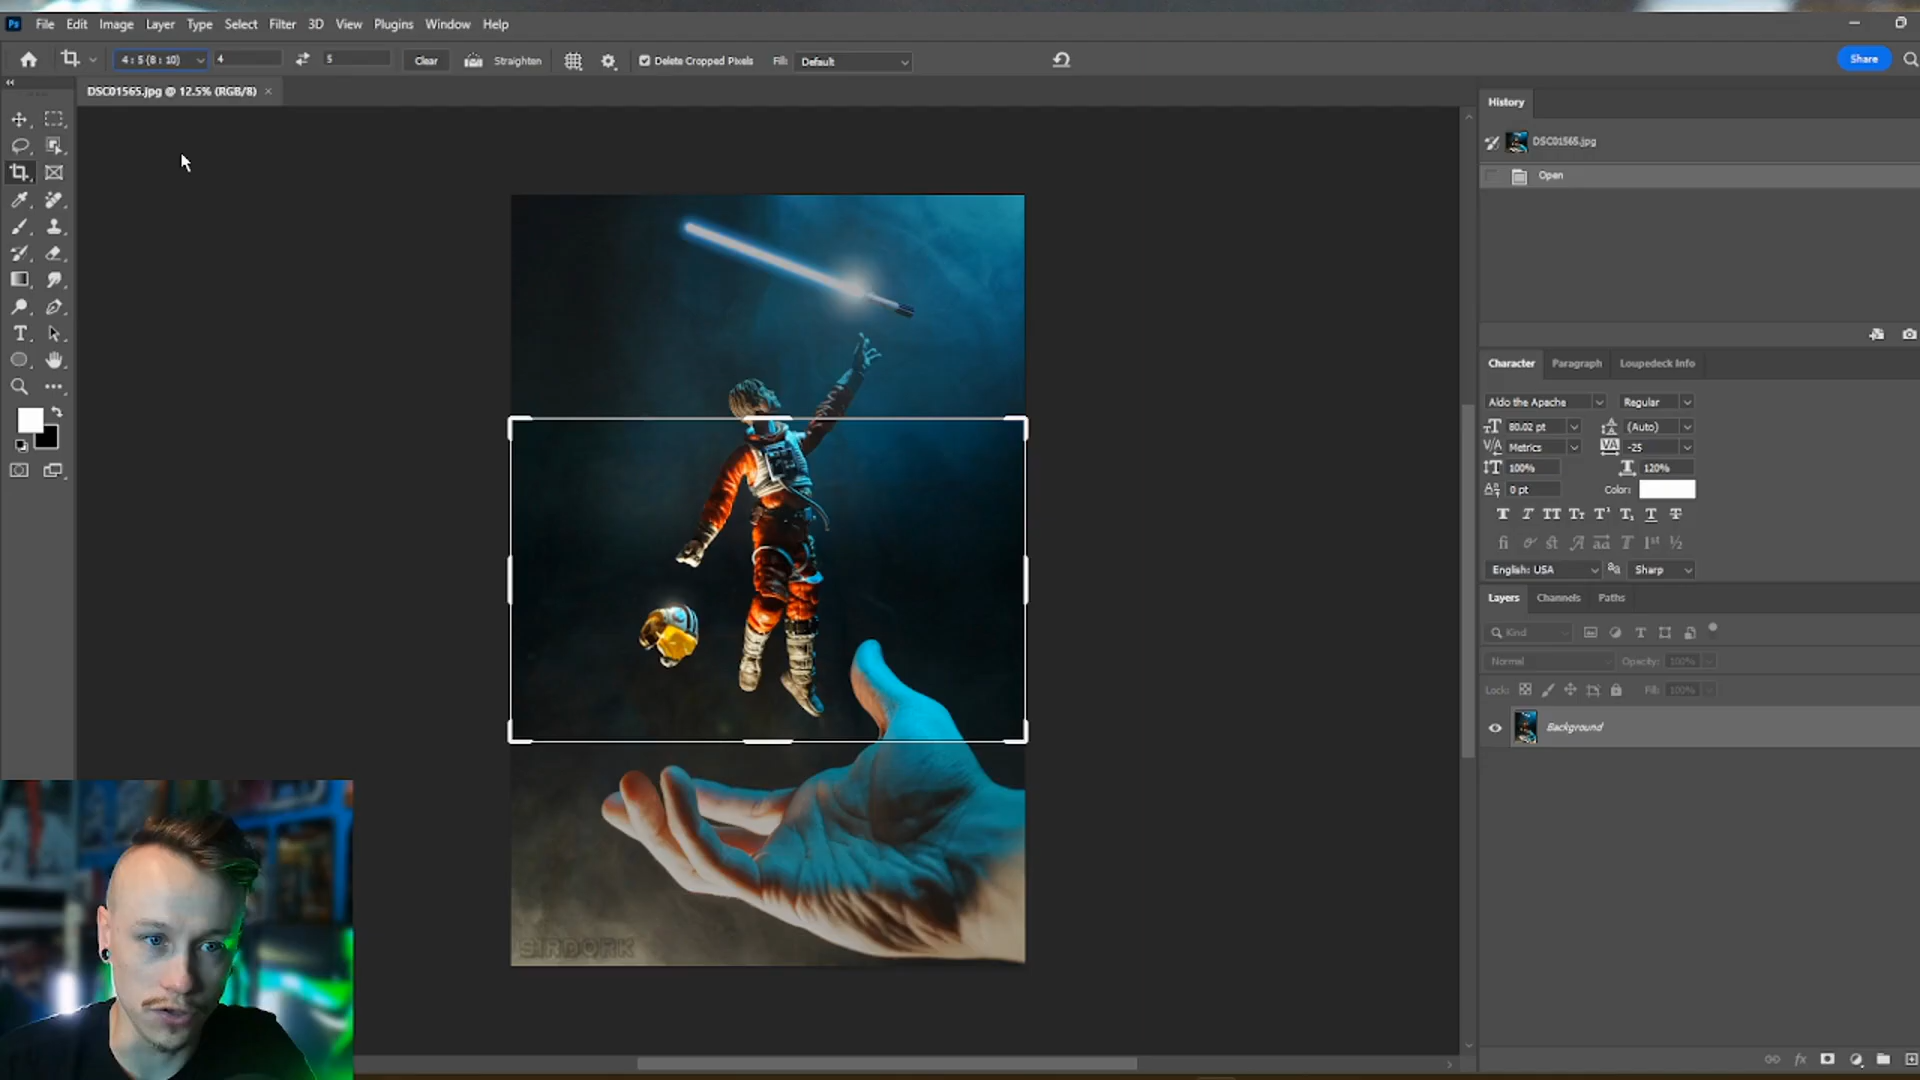 Ps File Edit Image Layer Type Select Filter 3D View Plugins Window Help
4 : 5 (8 : 10) 4 5 Clear Straighten Delete Cropped Pixels Fill: Default Share
DSC01565.jpg @ 12.5% (RGB/8) ×
History
DSC01565.jpg
Open
Character Paragraph Loupedeck Info
Aldo the Apache Regular
80.02 pt (Auto)
Metrics -25
100% 120%
0 pt Color:
English: USA Sharp
Layers Channels Paths
Kind
Normal Opacity: 100%
Lock: Fill: 100%
Background
SIRDORK